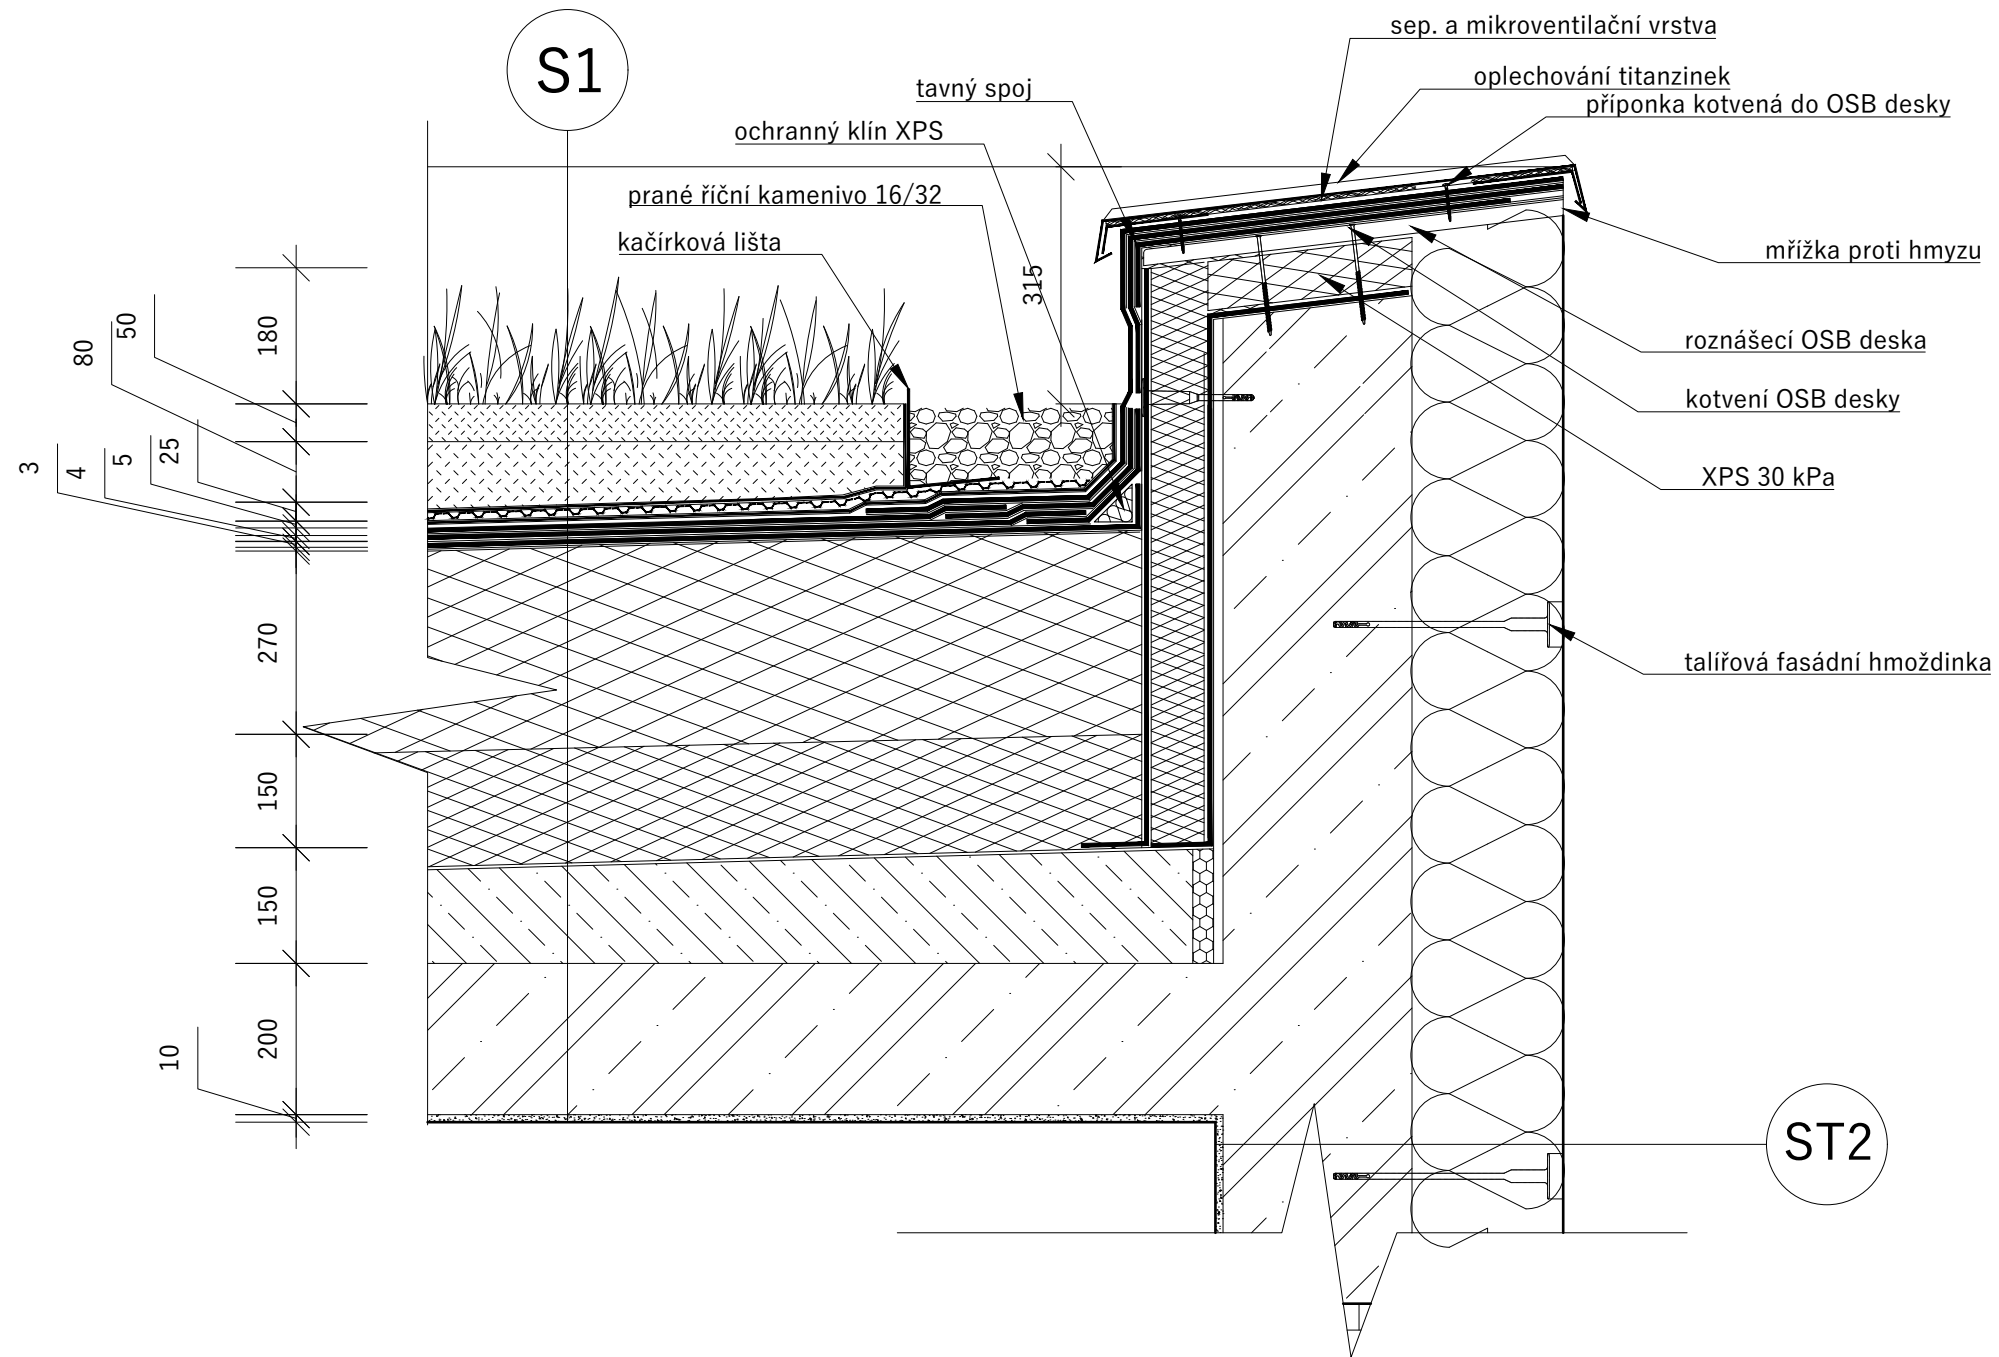 S1
sep. a mikroventilační vrstva
oplechování titanzinek
příponka kotvená do OSB desky
tavný spoj
ochranný klín XPS
prané říční kamenivo 16/32
kačírková lišta
mřížka proti hmyzu
315
180
50
80
roznášecí OSB deska
kotvení OSB desky
XPS 30 kPa
25
5
4
3
270
talířová fasádní hmoždinka
150
150
200
10
ST2